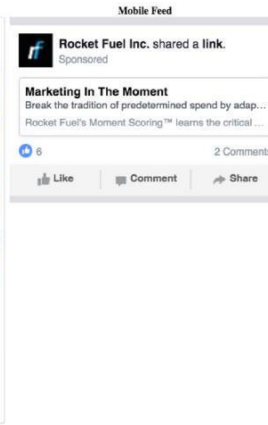 Mobile Feed
rf
Rocket Fuel Inc. shared a link.
Sponsored
Marketing In The Moment
Break the tradition of predetermined spend by adap...
Rocket Fuel's Moment Scoring™ learns the critical ...
6
2 Comments
Like
Comment
Share